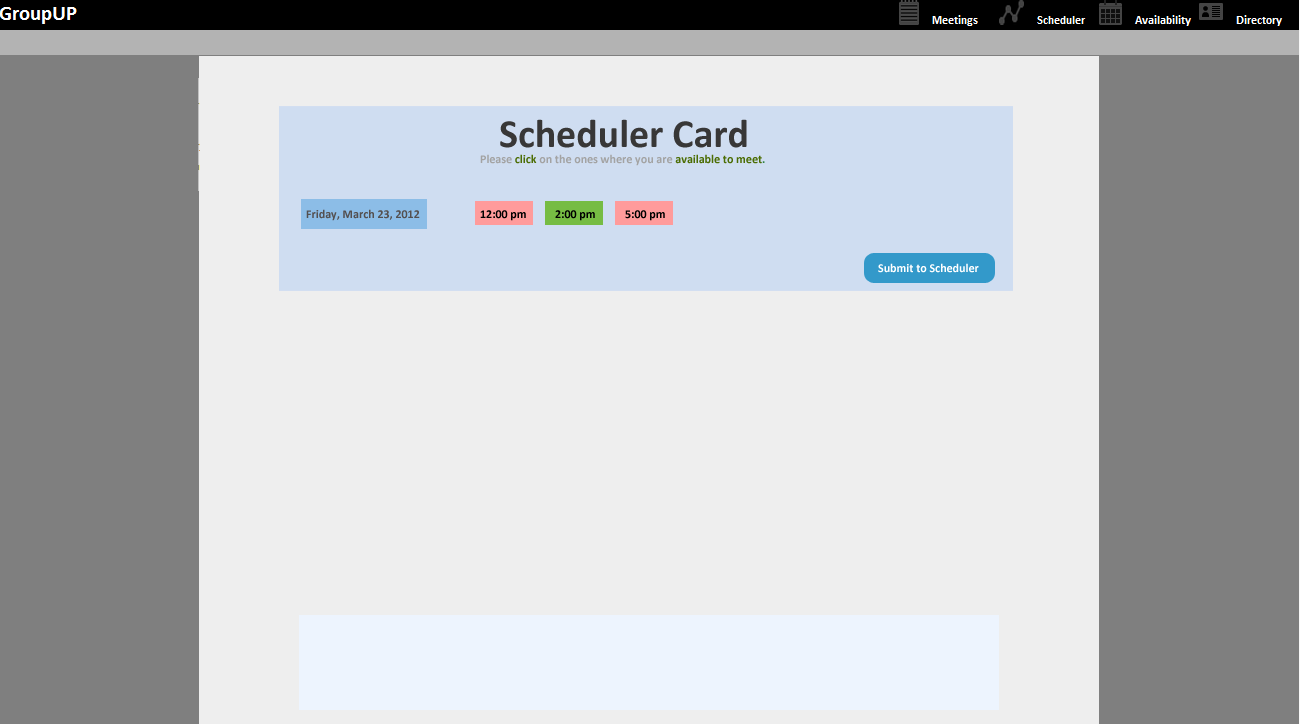 GroupUP
Meetings Scheduler Availability Directory
Scheduler Card
Please click on the ones where you are available to meet.
Friday, March 23, 2012 12:00 pm 2:00 pm 5:00 pm
Submit to Scheduler